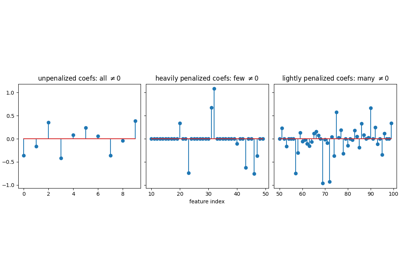 unpenalized coefs: all ≠0
heavily penalized coefs: few ≠0
lightly penalized coefs: many ≠0
1.0
0.5
0.0
−0.5
−1.0
0 2 4 6 8
10 20 30 40 50
50 60 70 80 90 100
feature index